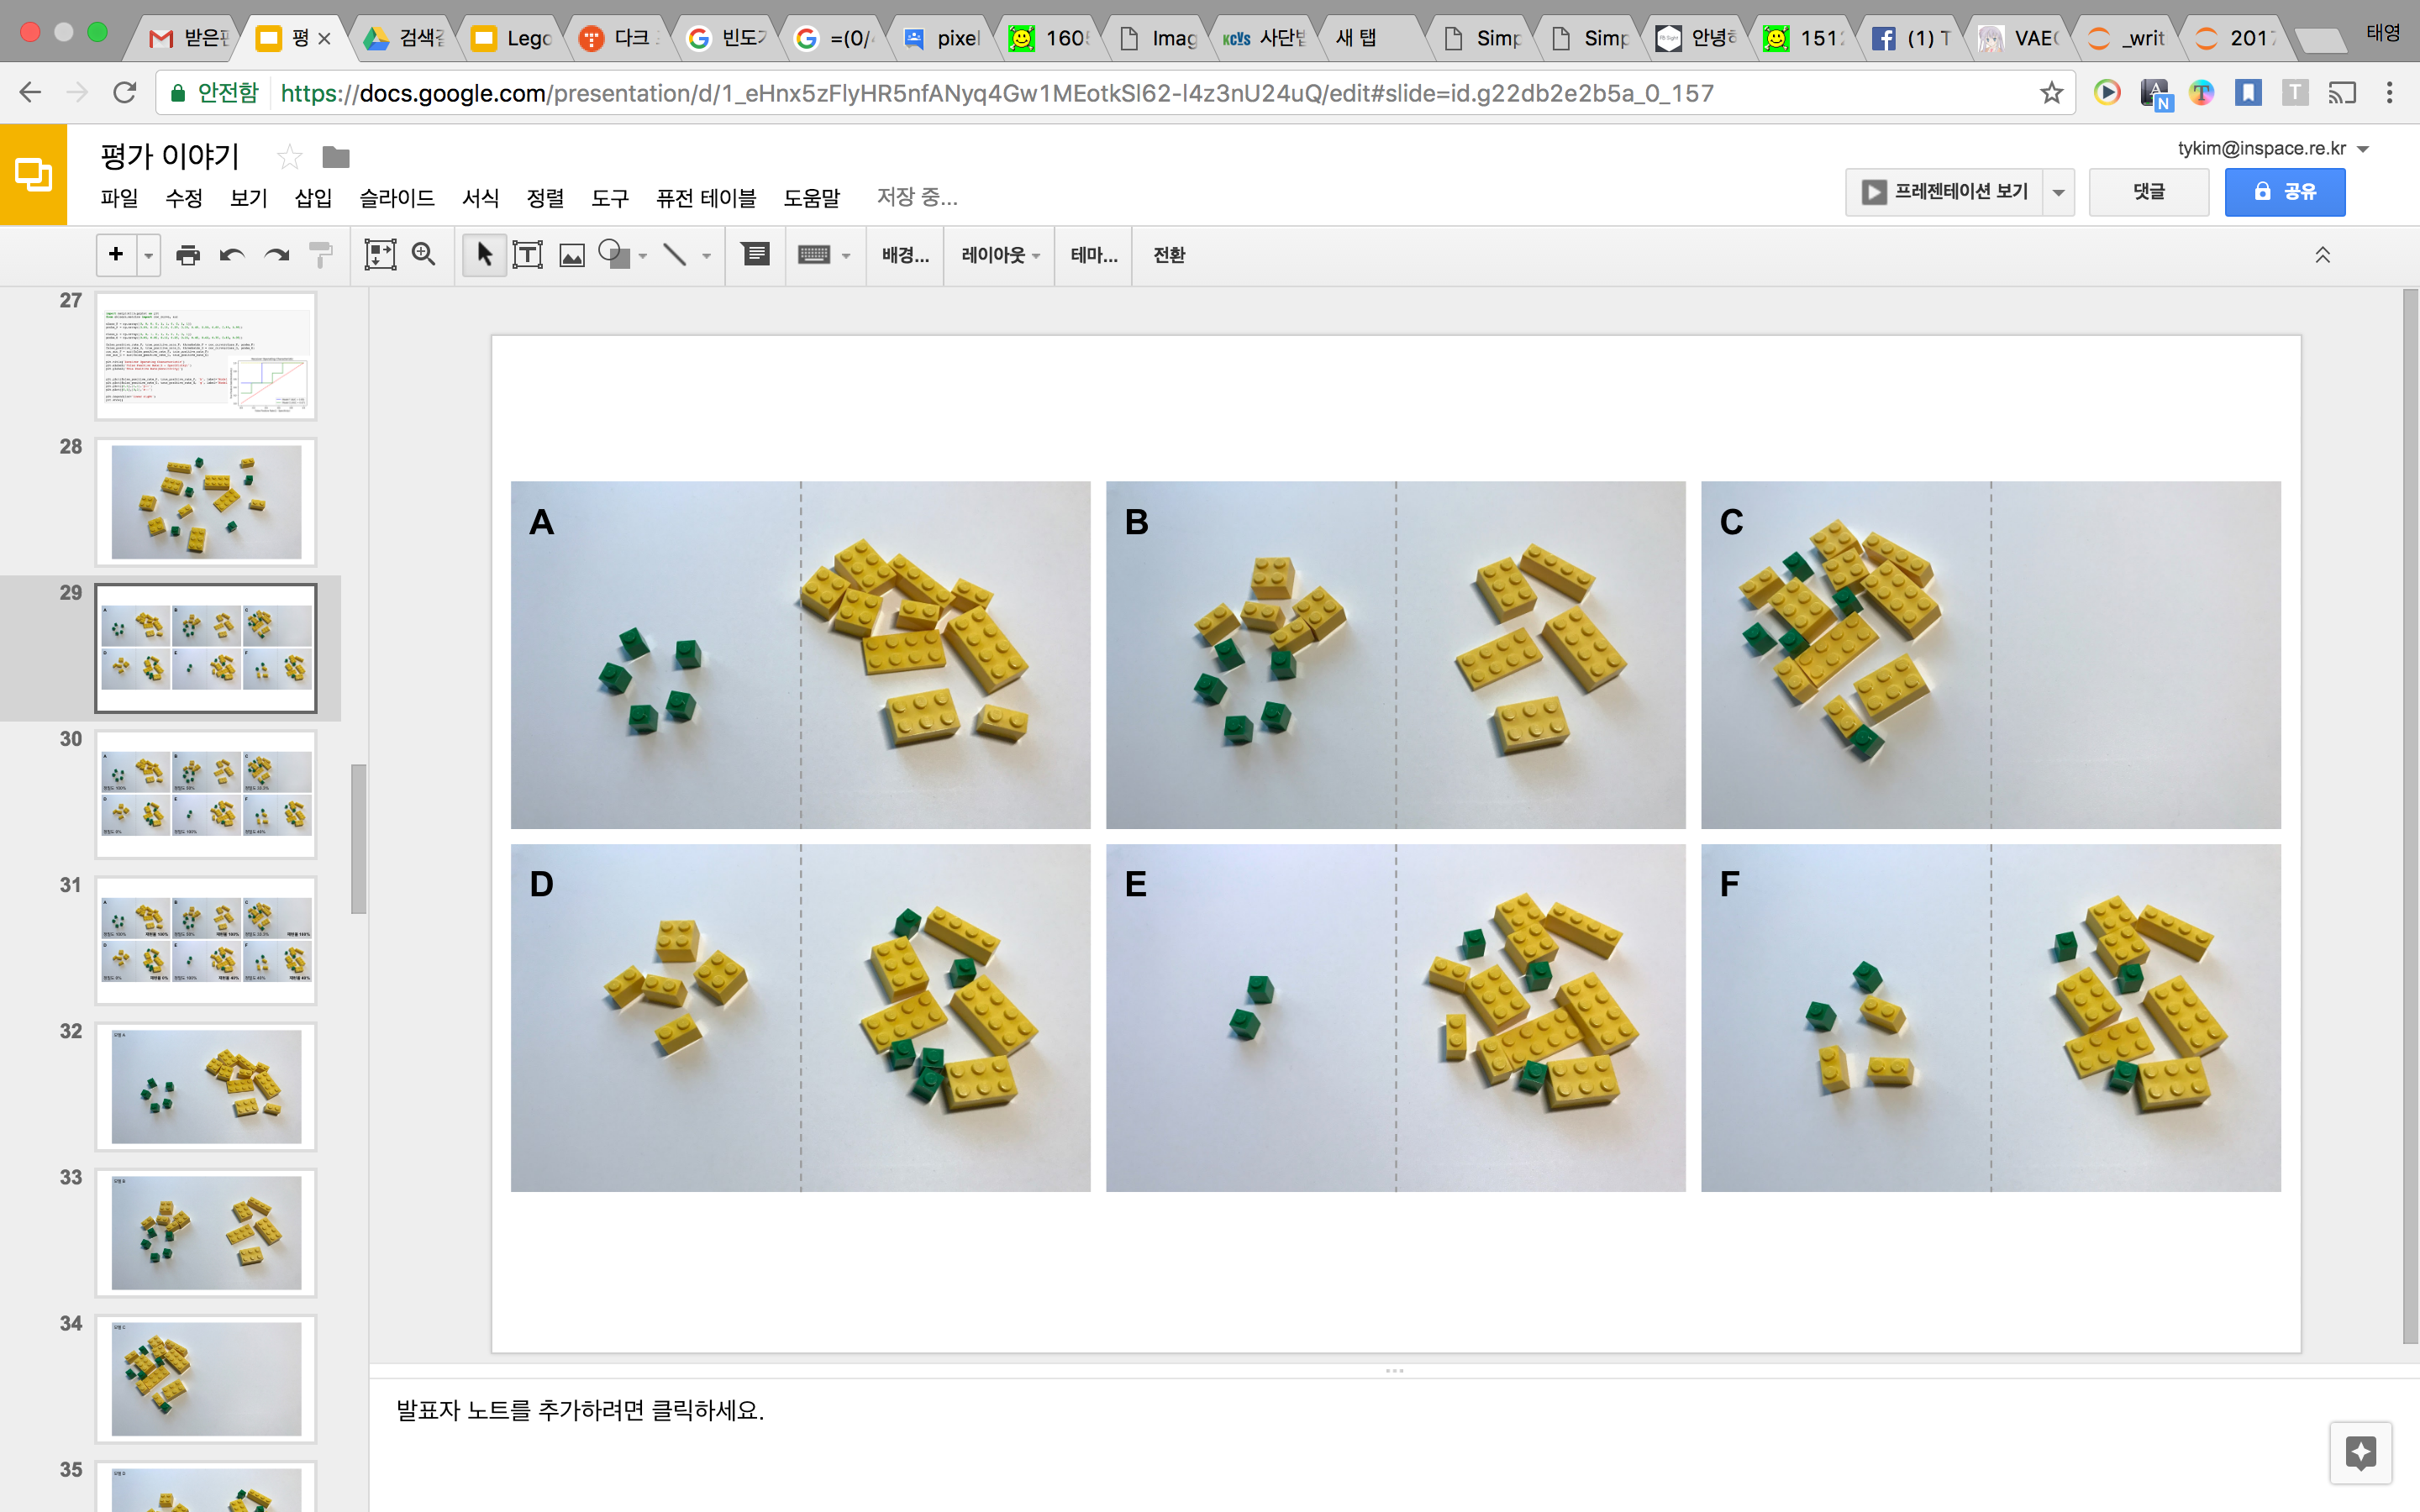 받은편
평
검색결
Lego
다크
빈도
=(0/
pixel
1605
Imag
KCVS 사단법
새 탭
Simp
Simp
안녕하
1512
(1) T
VAEC
_writ
2017
태영
안전함
https://docs.google.com/presentation/d/1_eHnx5zFlyHR5nfANyq4Gw1MEotkSl62-l4z3nU24uQ/edit#slide=id.g22db2e2b5a_0_157
평가 이야기
tykim@inspace.re.kr
파일 수정 보기 삽입 슬라이드 서식 정렬 도구 퓨전 테이블 도움말 저장 중...
프레젠테이션 보기
댓글
공유
배경... 레이아웃 테마... 전환
27
28
29
30
31
32
33
34
35
A
B
C
D
E
F
발표자 노트를 추가하려면 클릭하세요.